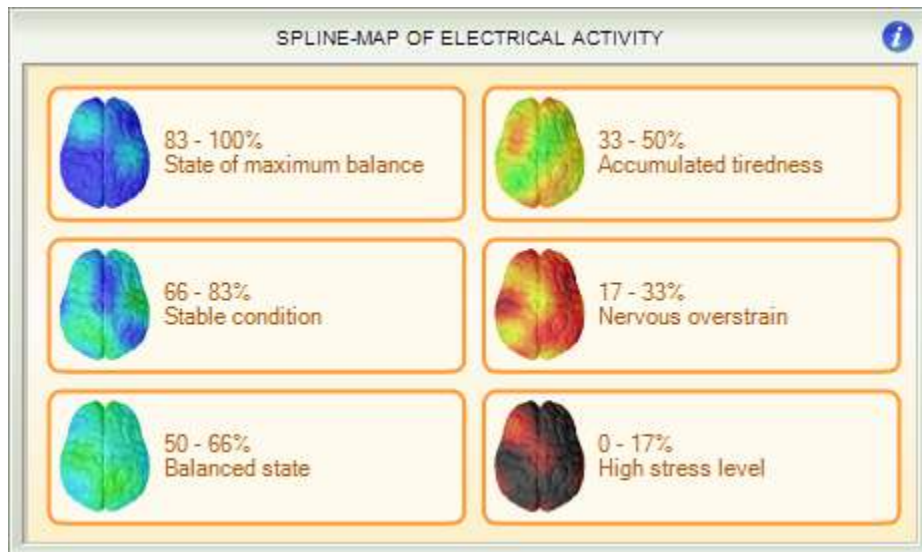 SPLINE-MAP OF ELECTRICAL ACTIVITY
i
83 - 100%
State of maximum balance
33 - 50%
Accumulated tiredness
66 - 83%
Stable condition
17 - 33%
Nervous overstrain
50 - 66%
Balanced state
0 - 17%
High stress level